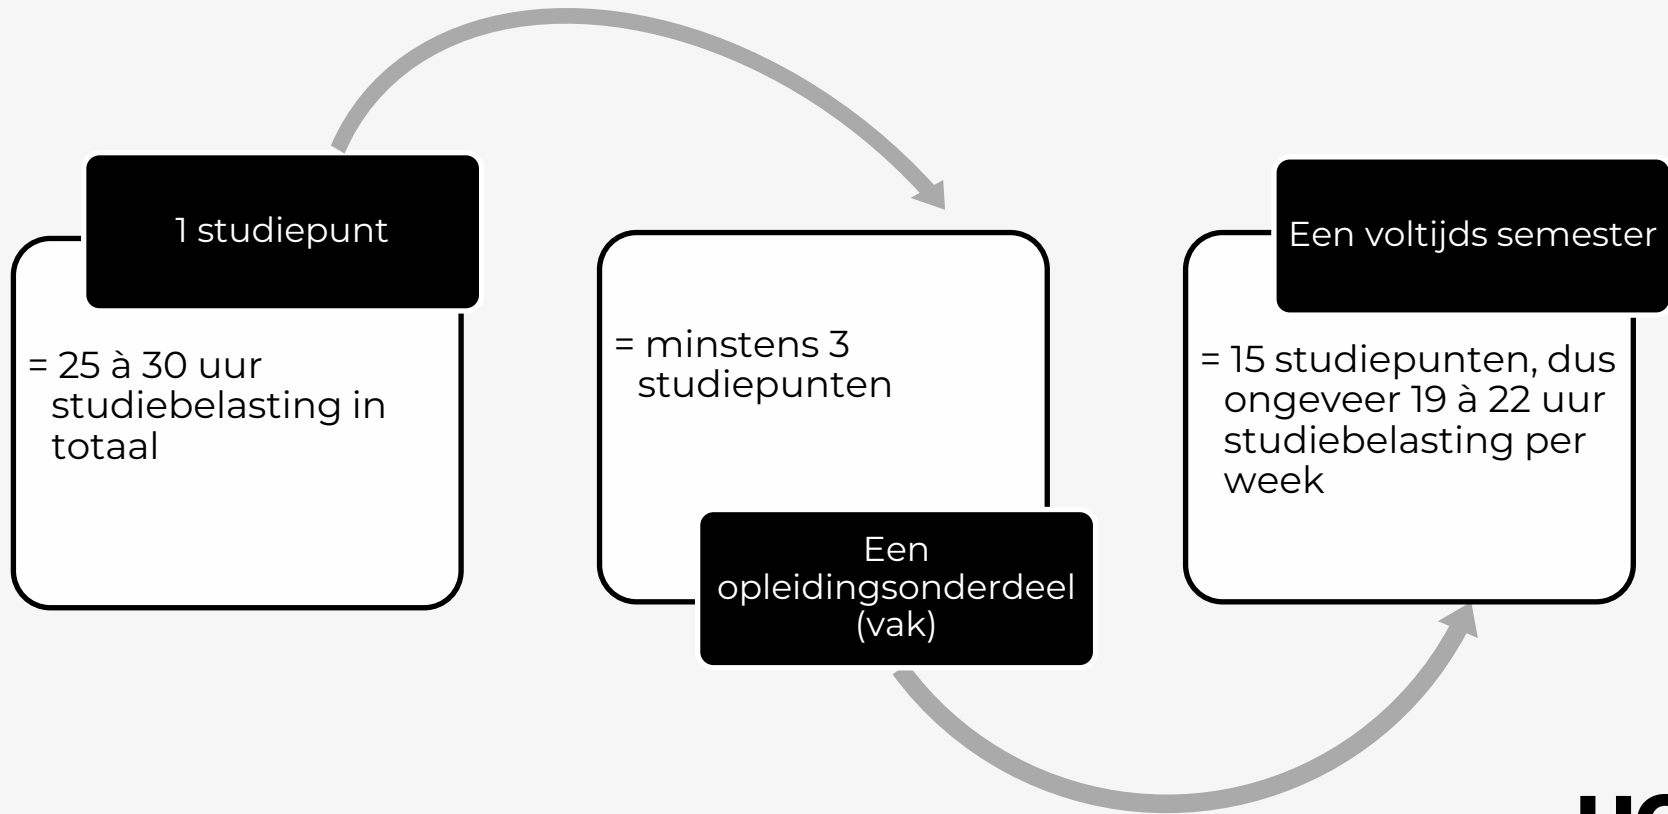 1 studiepunt
= 25 à 30 uur
studiebelasting in
totaal
= minstens 3
studiepunten
Een
opleidingsonderdeel
(vak)
Een voltijds semester
= 15 studiepunten, dus
ongeveer 19 à 22 uur
studiebelasting per
week